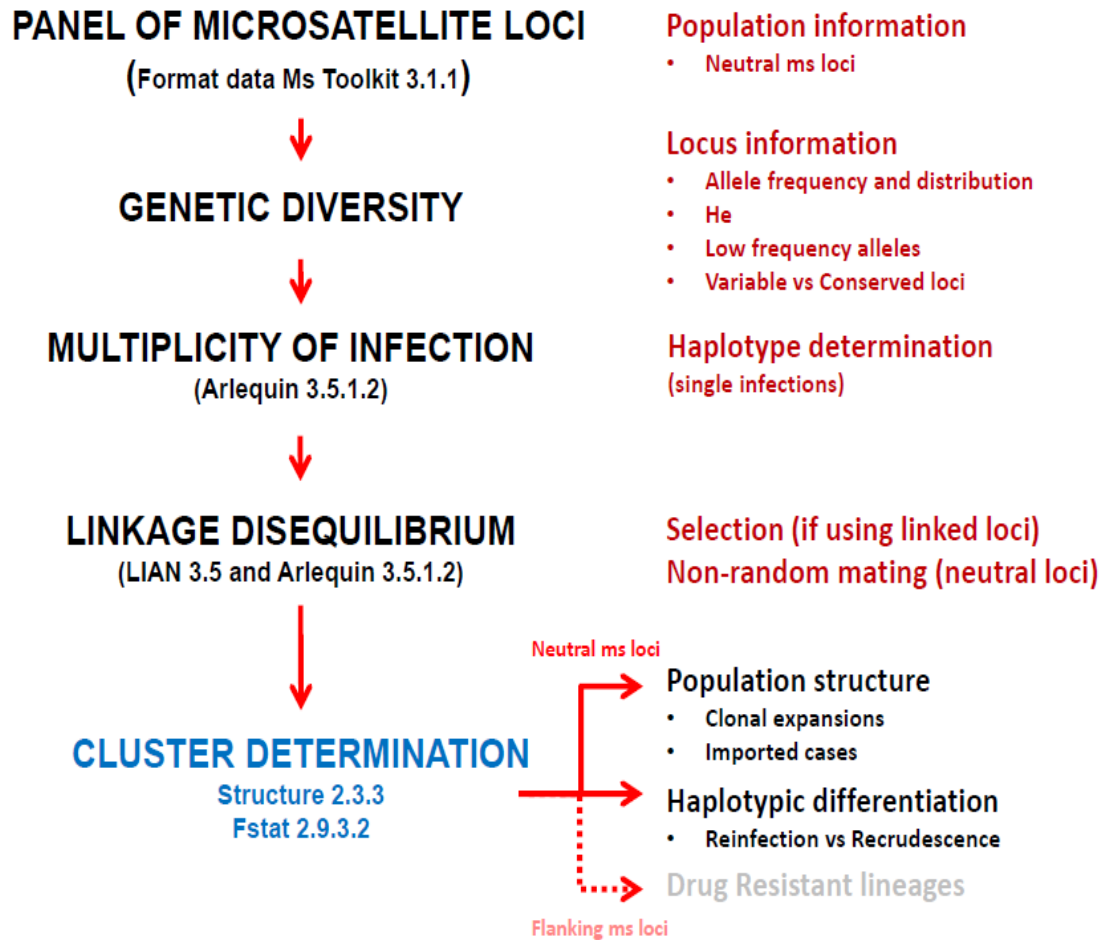 PANEL OF MICROSATELLITE LOCI
(Format data Ms Toolkit 3.1.1)
Population information
• Neutral ms loci
GENETIC DIVERSITY
Locus information
• Allele frequency and distribution
• He
• Low frequency alleles
• Variable vs Conserved loci
MULTIPLICITY OF INFECTION
(Arlequin 3.5.1.2)
Haplotype determination
(single infections)
LINKAGE DISEQUILIBRIUM
(LIAN 3.5 and Arlequin 3.5.1.2)
Selection (if using linked loci)
Non-random mating (neutral loci)
CLUSTER DETERMINATION
Structure 2.3.3
Fstat 2.9.3.2
Neutral ms loci
Population structure
• Clonal expansions
• Imported cases
Haplotypic differentiation
• Reinfection vs Recrudescence
Drug Resistant lineages
Flanking ms loci